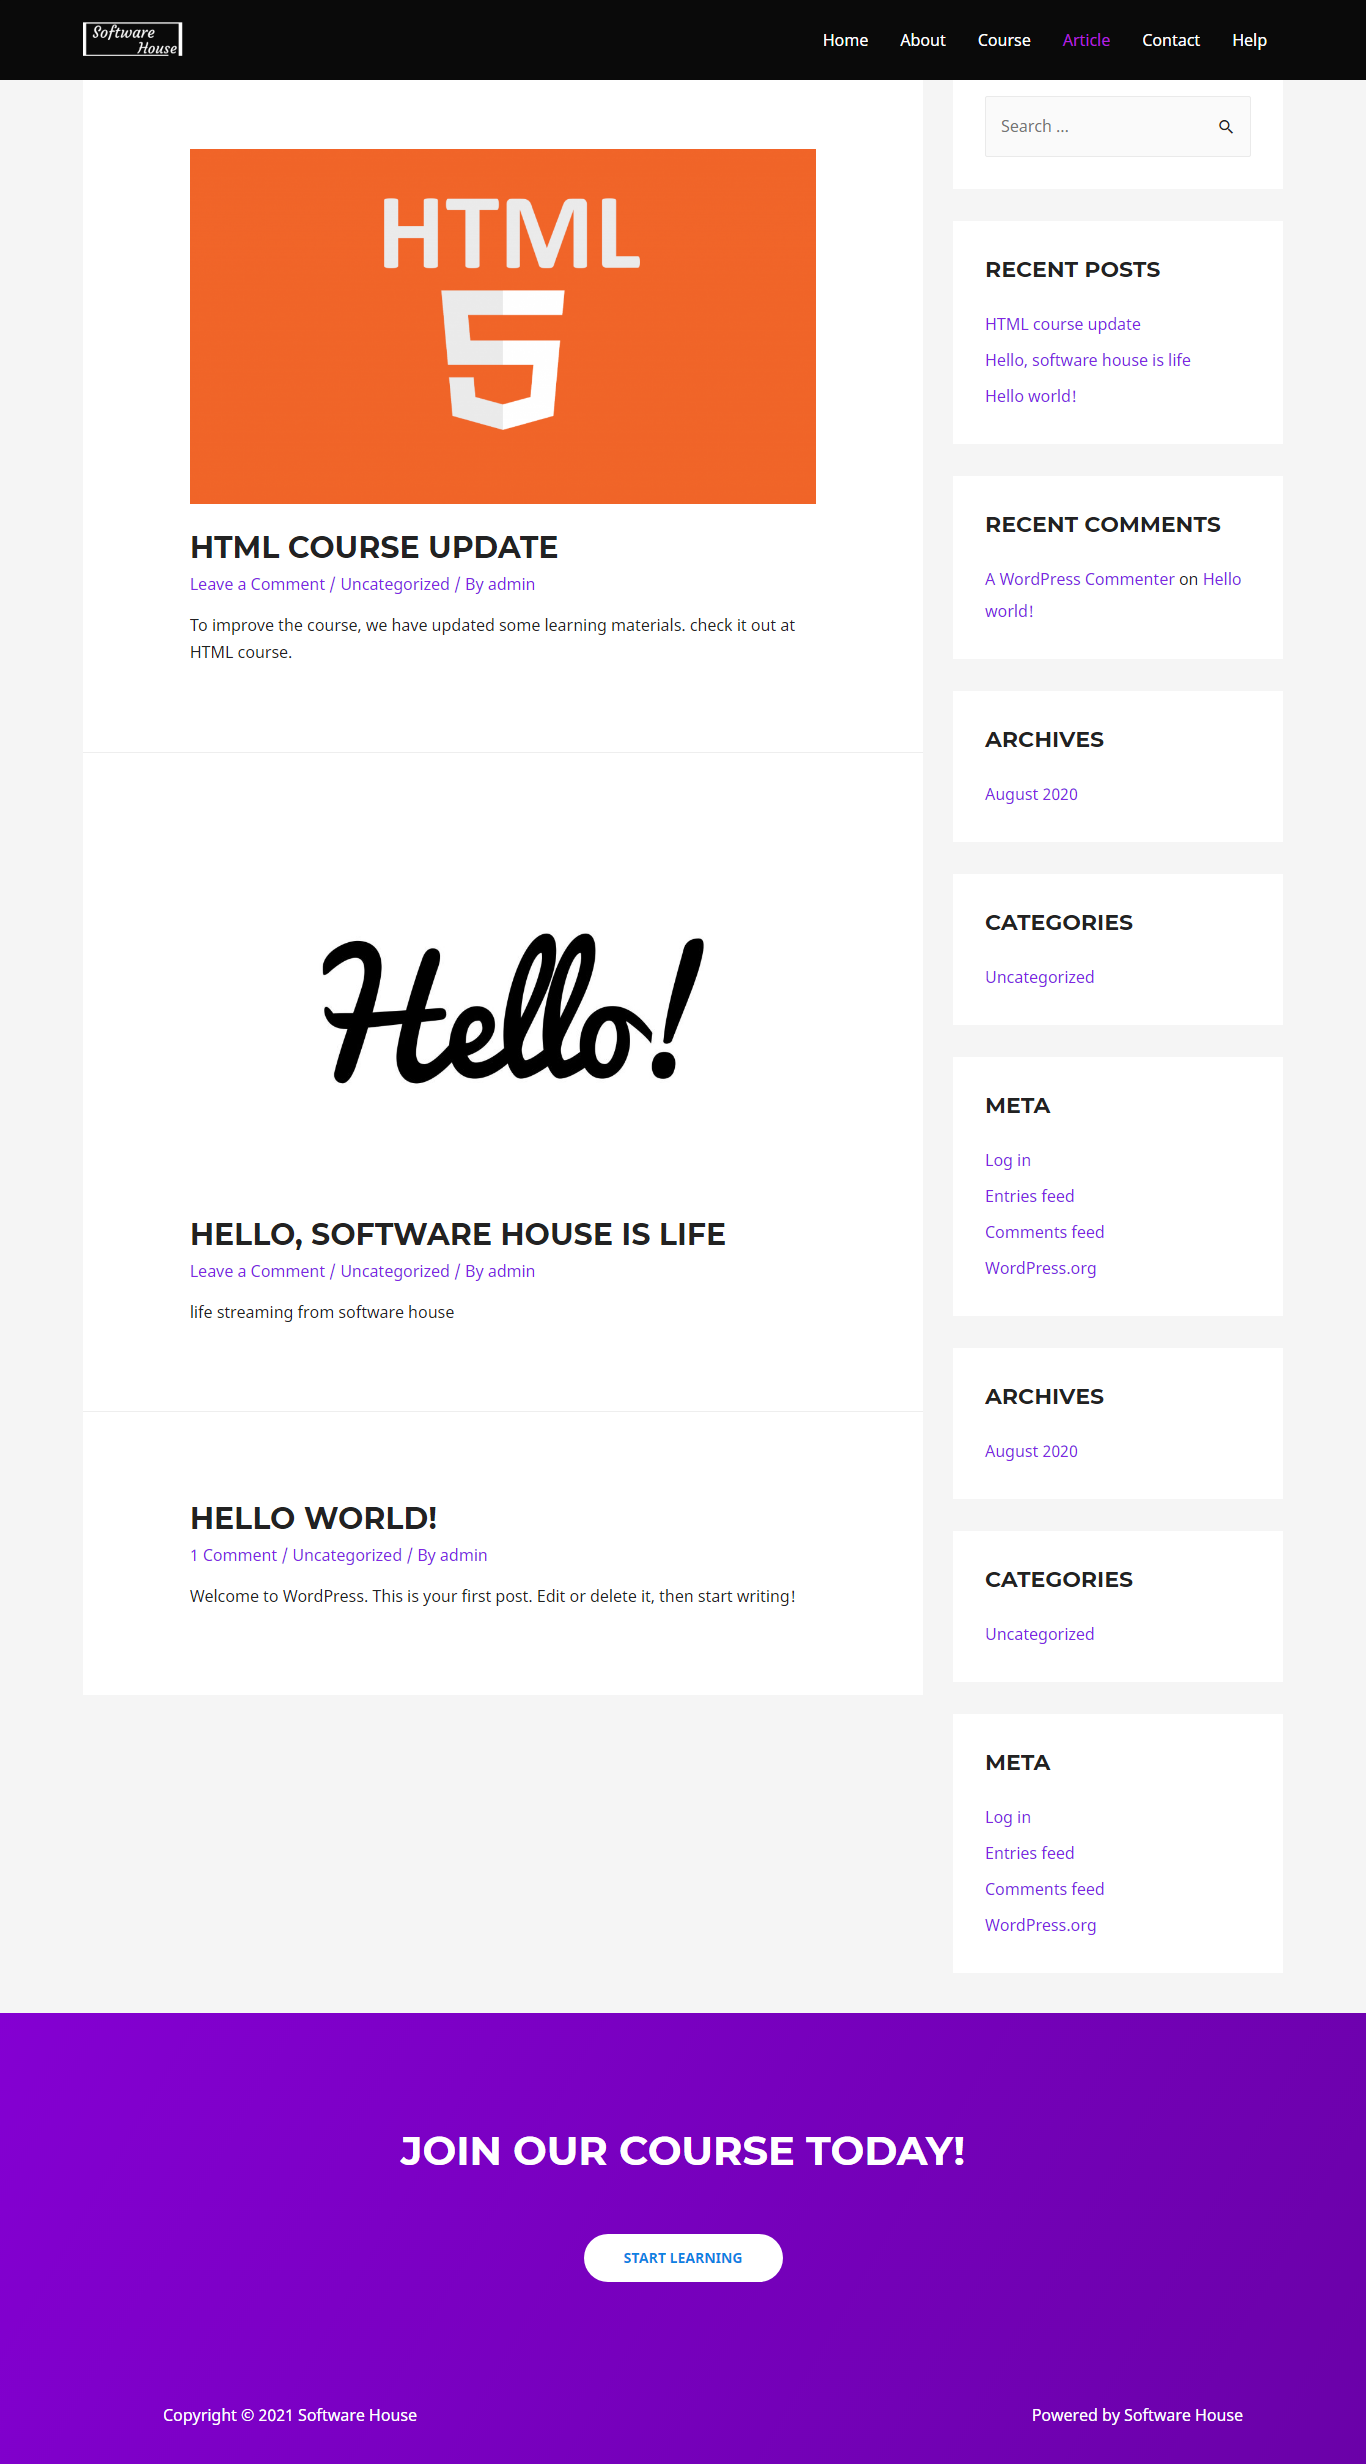 Software
House
Home About Course Article Contact Help
HTML
5
HTML COURSE UPDATE
Leave a Comment / Uncategorized / By admin
To improve the course, we have updated some learning materials. check it out at
HTML course.
Hello!
HELLO, SOFTWARE HOUSE IS LIFE
Leave a Comment / Uncategorized / By admin
life streaming from software house
HELLO WORLD!
1 Comment / Uncategorized / By admin
Welcome to WordPress. This is your first post. Edit or delete it, then start writing!
Search ...
RECENT POSTS
HTML course update
Hello, software house is life
Hello world!
RECENT COMMENTS
A WordPress Commenter on Hello
world!
ARCHIVES
August 2020
CATEGORIES
Uncategorized
META
Log in
Entries feed
Comments feed
WordPress.org
ARCHIVES
August 2020
CATEGORIES
Uncategorized
META
Log in
Entries feed
Comments feed
WordPress.org
JOIN OUR COURSE TODAY!
START LEARNING
Copyright © 2021 Software House
Powered by Software House